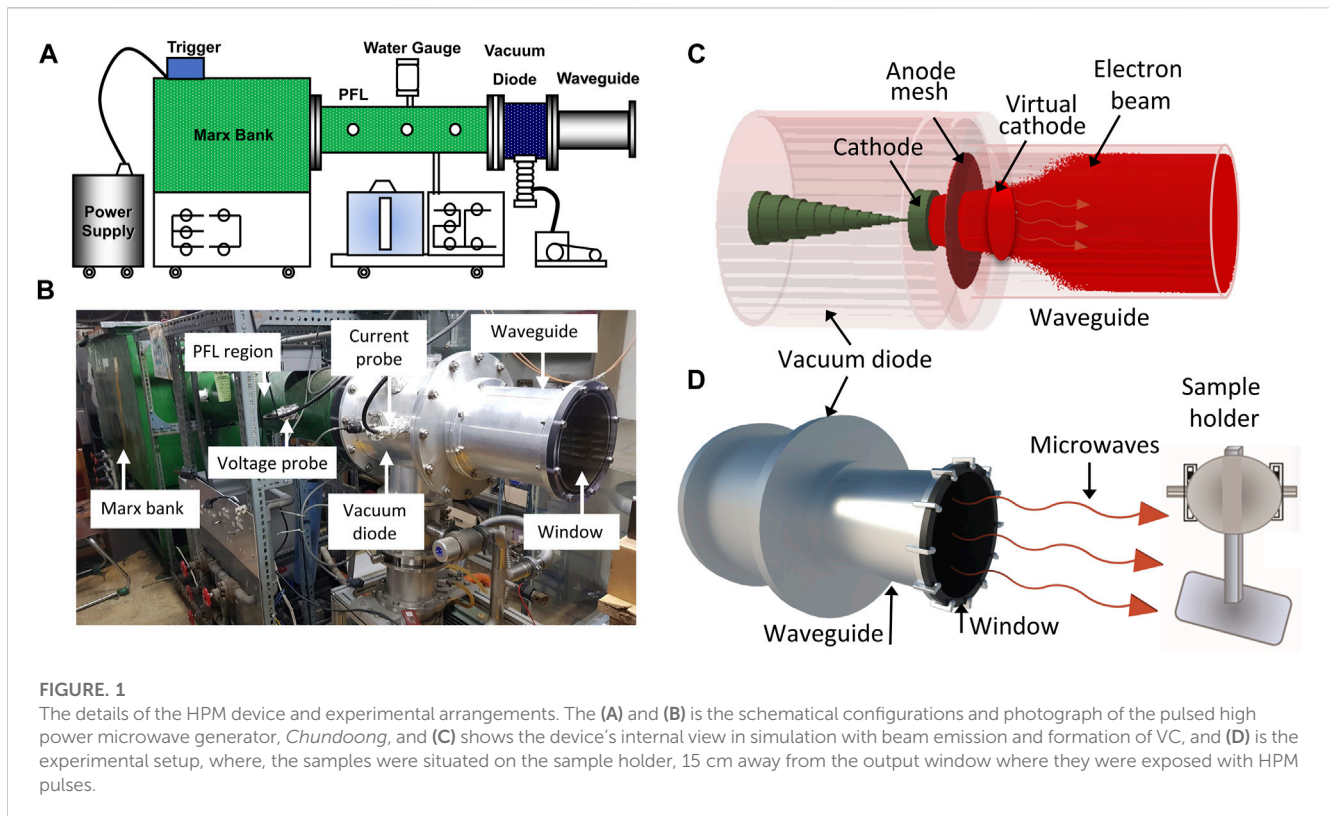 A
Trigger
Water Gauge
Vacuum
Diode
Waveguide
PFL
Marx Bank
Power
Supply
B
PFL region
Current
probe
Waveguide
Voltage probe
Marx bank
Vacuum
diode
Window
C
Anode
mesh
Electron
beam
Virtual
cathode
Cathode
Waveguide
Vacuum diode
D
Sample
holder
Microwaves
Waveguide
Window
FIGURE. 1
The details of the HPM device and experimental arrangements. The (A) and (B) is the schematical configurations and photograph of the pulsed high
power microwave generator, Chundoong, and (C) shows the device's internal view in simulation with beam emission and formation of VC, and (D) is the
experimental setup, where, the samples were situated on the sample holder, 15 cm away from the output window where they were exposed with HPM
pulses.